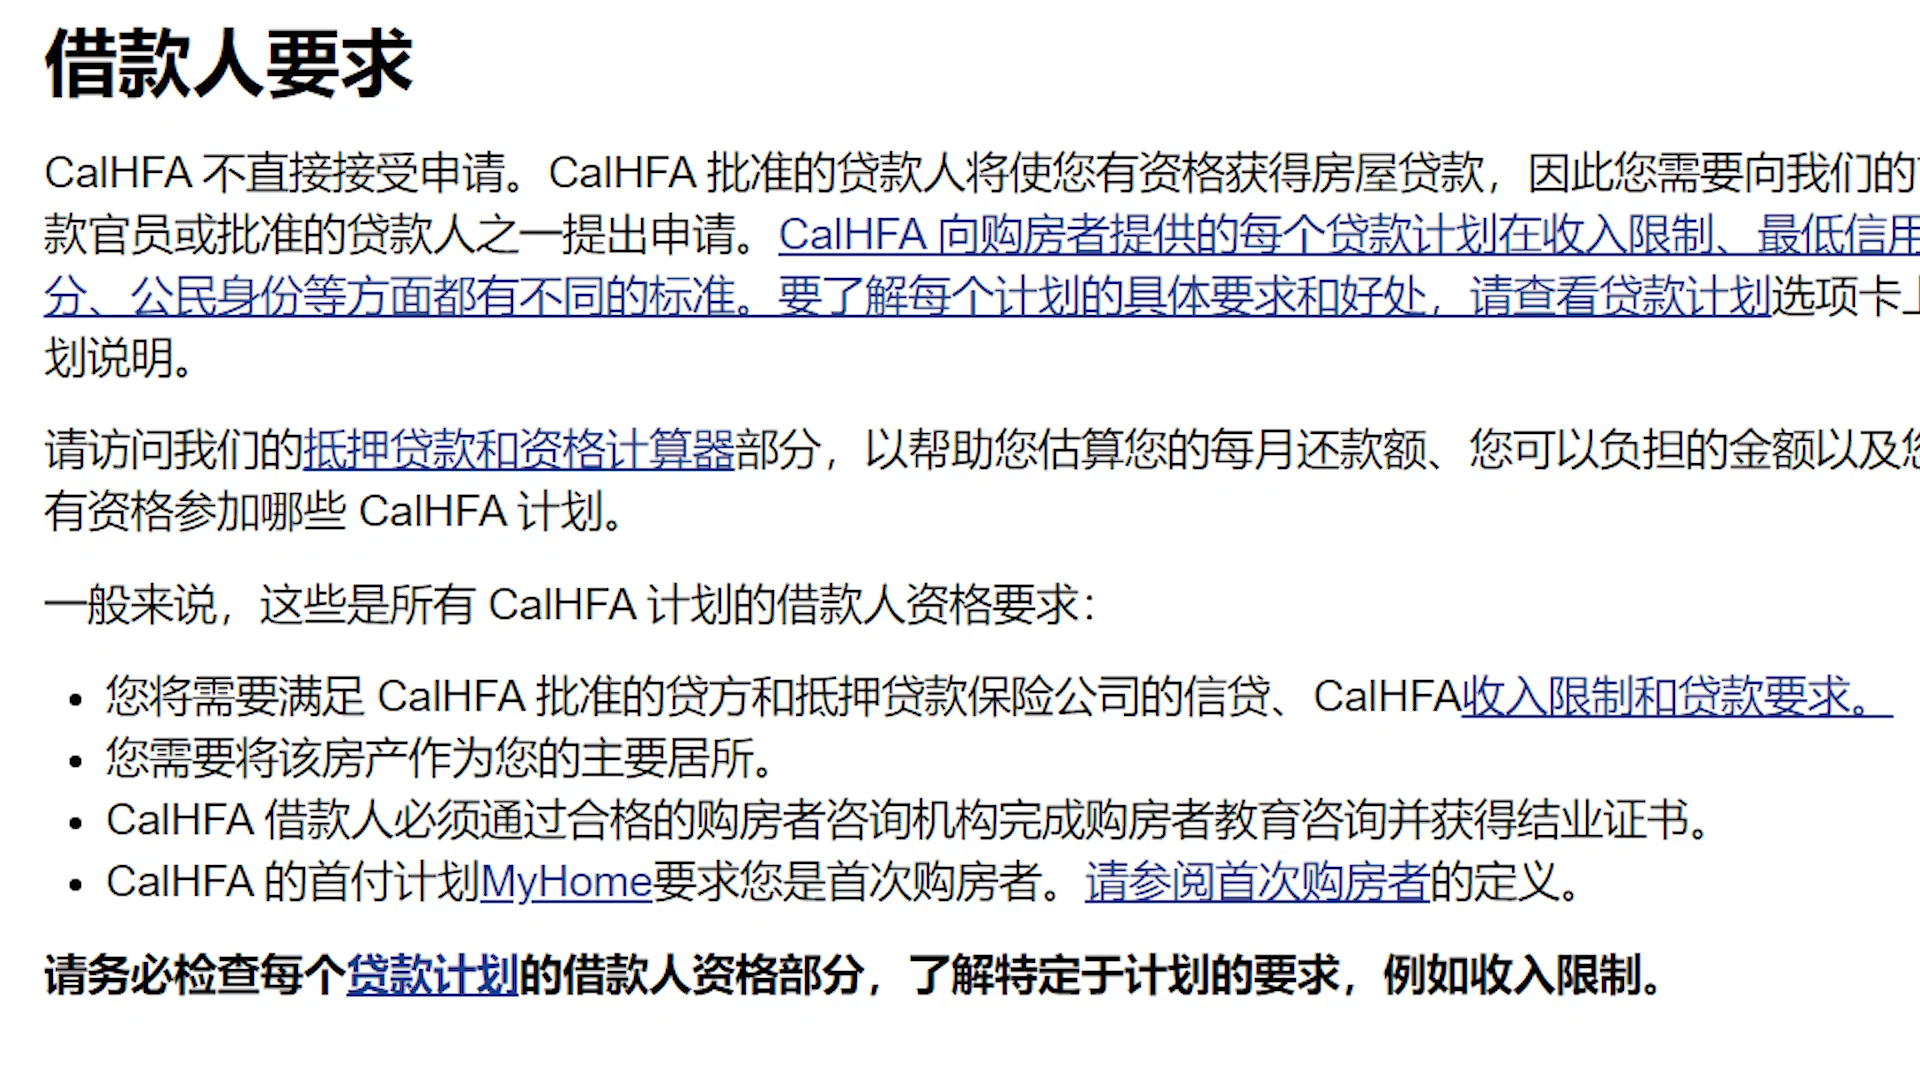 借款人要求
CalHFA 不直接接受申请。CalHFA 批准的贷款人将使您有资格获得房屋贷款，因此您需要向我们的
款官员或批准的贷款人之一提出申请。CalHFA 向购房者提供的每个贷款计划在收入限制、最低信用
分、公民身份等方面都有不同的标准。要了解每个计划的具体要求和好处，请查看贷款计划选项卡上
划说明。
请访问我们的抵押贷款和资格计算器部分，以帮助您估算您的每月还款额、您可以负担的金额以及您
有资格参加哪些 CalHFA 计划。
一般来说，这些是所有 CalHFA 计划的借款人资格要求：
• 您将需要满足 CalHFA 批准的贷方和抵押贷款保险公司的信贷、CalHFA收入限制和贷款要求。
• 您需要将该房产作为您的主要居所。
• CalHFA 借款人必须通过合格的购房者咨询机构完成购房者教育咨询并获得结业证书。
• CalHFA 的首付计划MyHome要求您是首次购房者。请参阅首次购房者的定义。
请务必检查每个贷款计划的借款人资格部分，了解特定于计划的要求，例如收入限制。